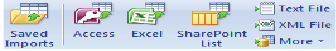 Saved Imports
Access
Excel
SharePoint List
Text File
XML File
More